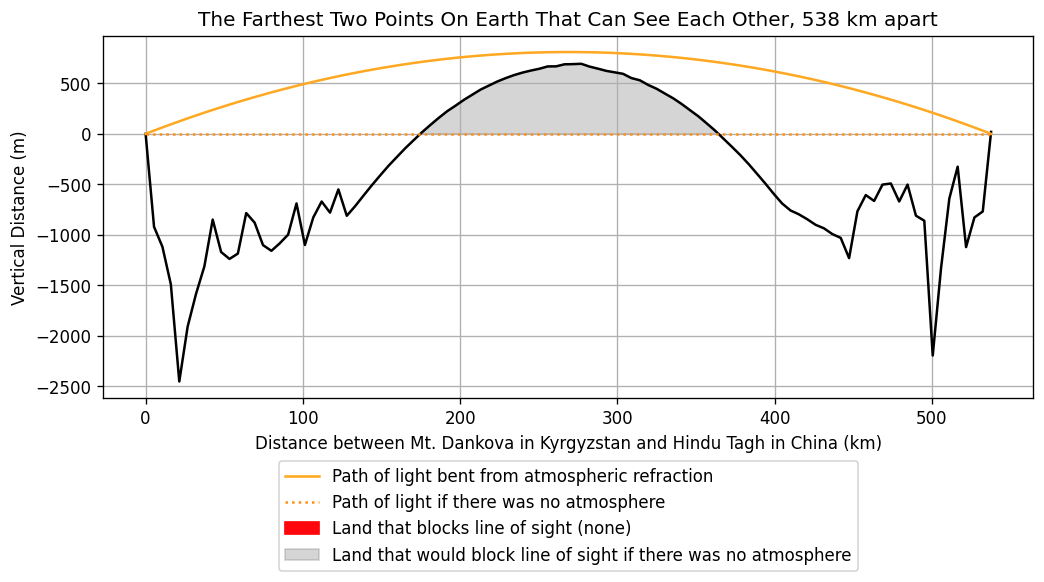 The Farthest Two Points On Earth That Can See Each Other, 538 km apart
500
0
−500
−1000
−1500
−2000
−2500
Vertical Distance (m)
0 100 200 300 400 500
Distance between Mt. Dankova in Kyrgyzstan and Hindu Tagh in China (km)
Path of light bent from atmospheric refraction
Path of light if there was no atmosphere
Land that blocks line of sight (none)
Land that would block line of sight if there was no atmosphere